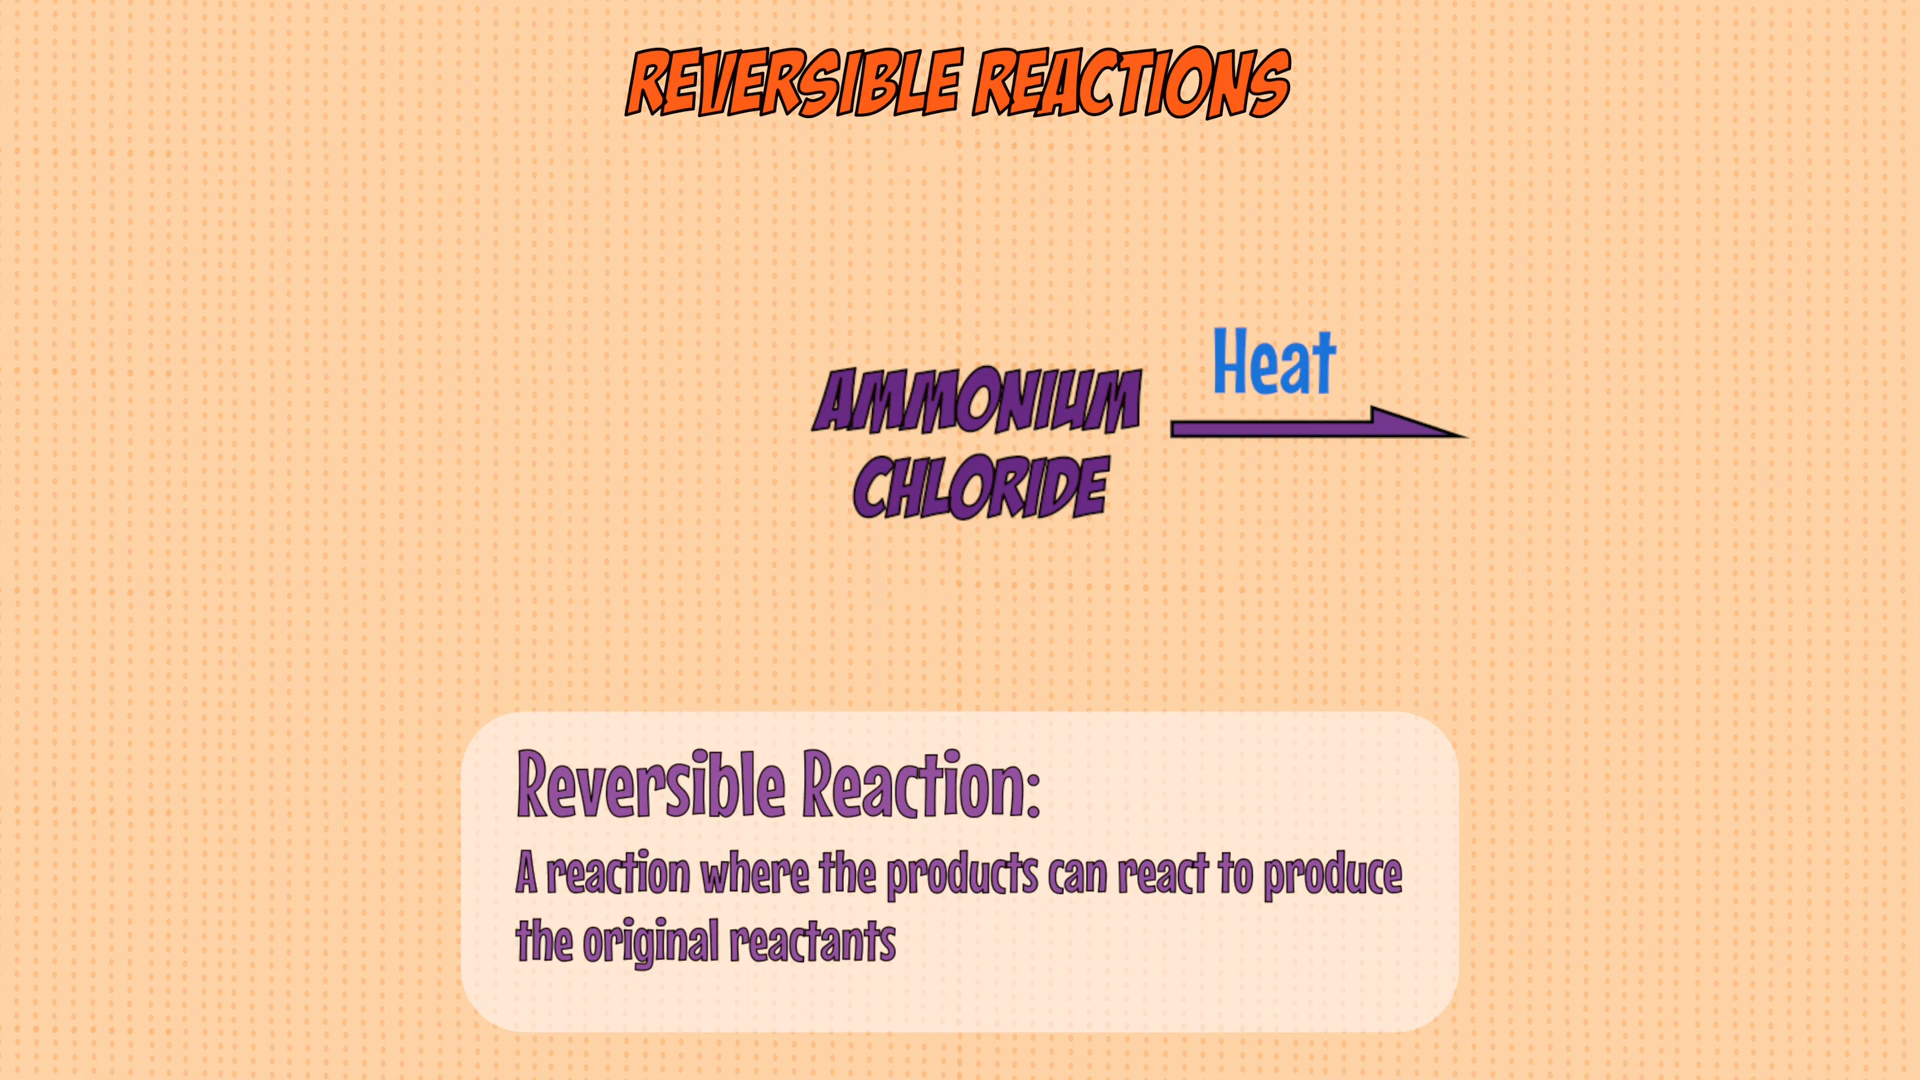 REVERSIBLE REACTIONS
Heat
AMMONIUM
CHLORIDE
Reversible Reaction:
A reaction where the products can react to produce
the original reactants